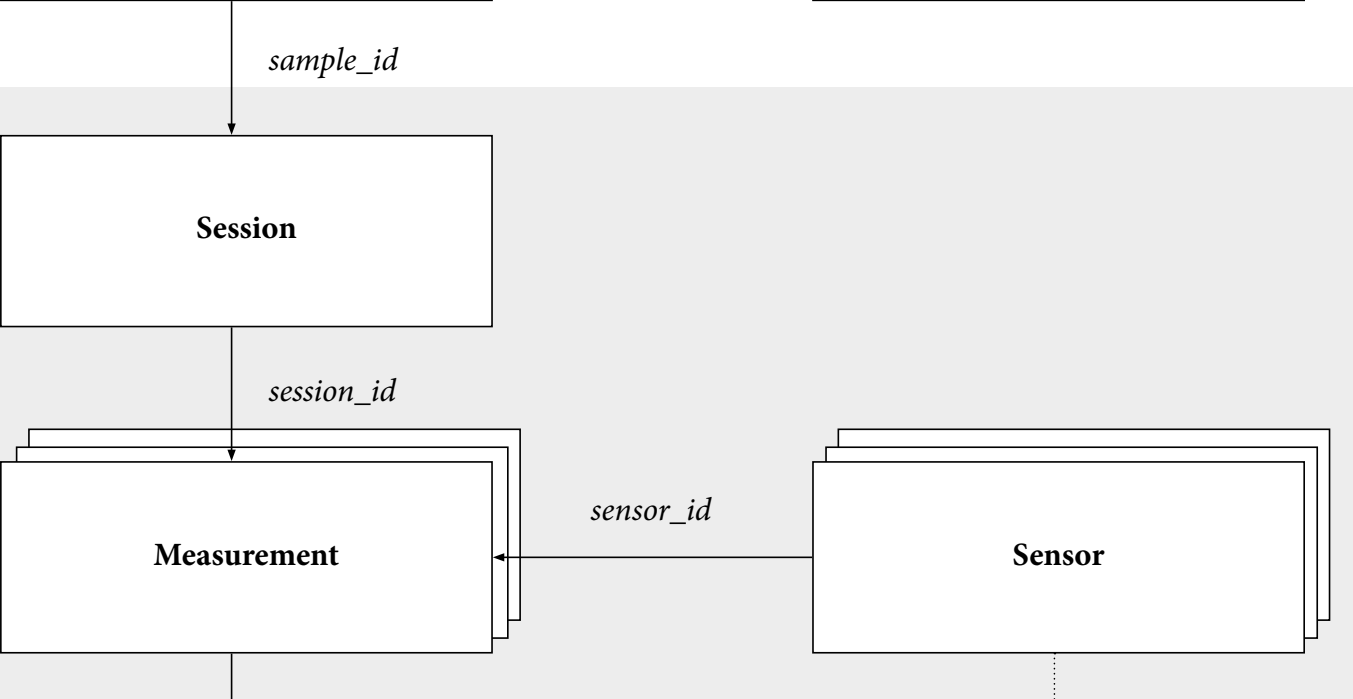 sample_id
Session
session_id
sensor_id
Measurement
Sensor